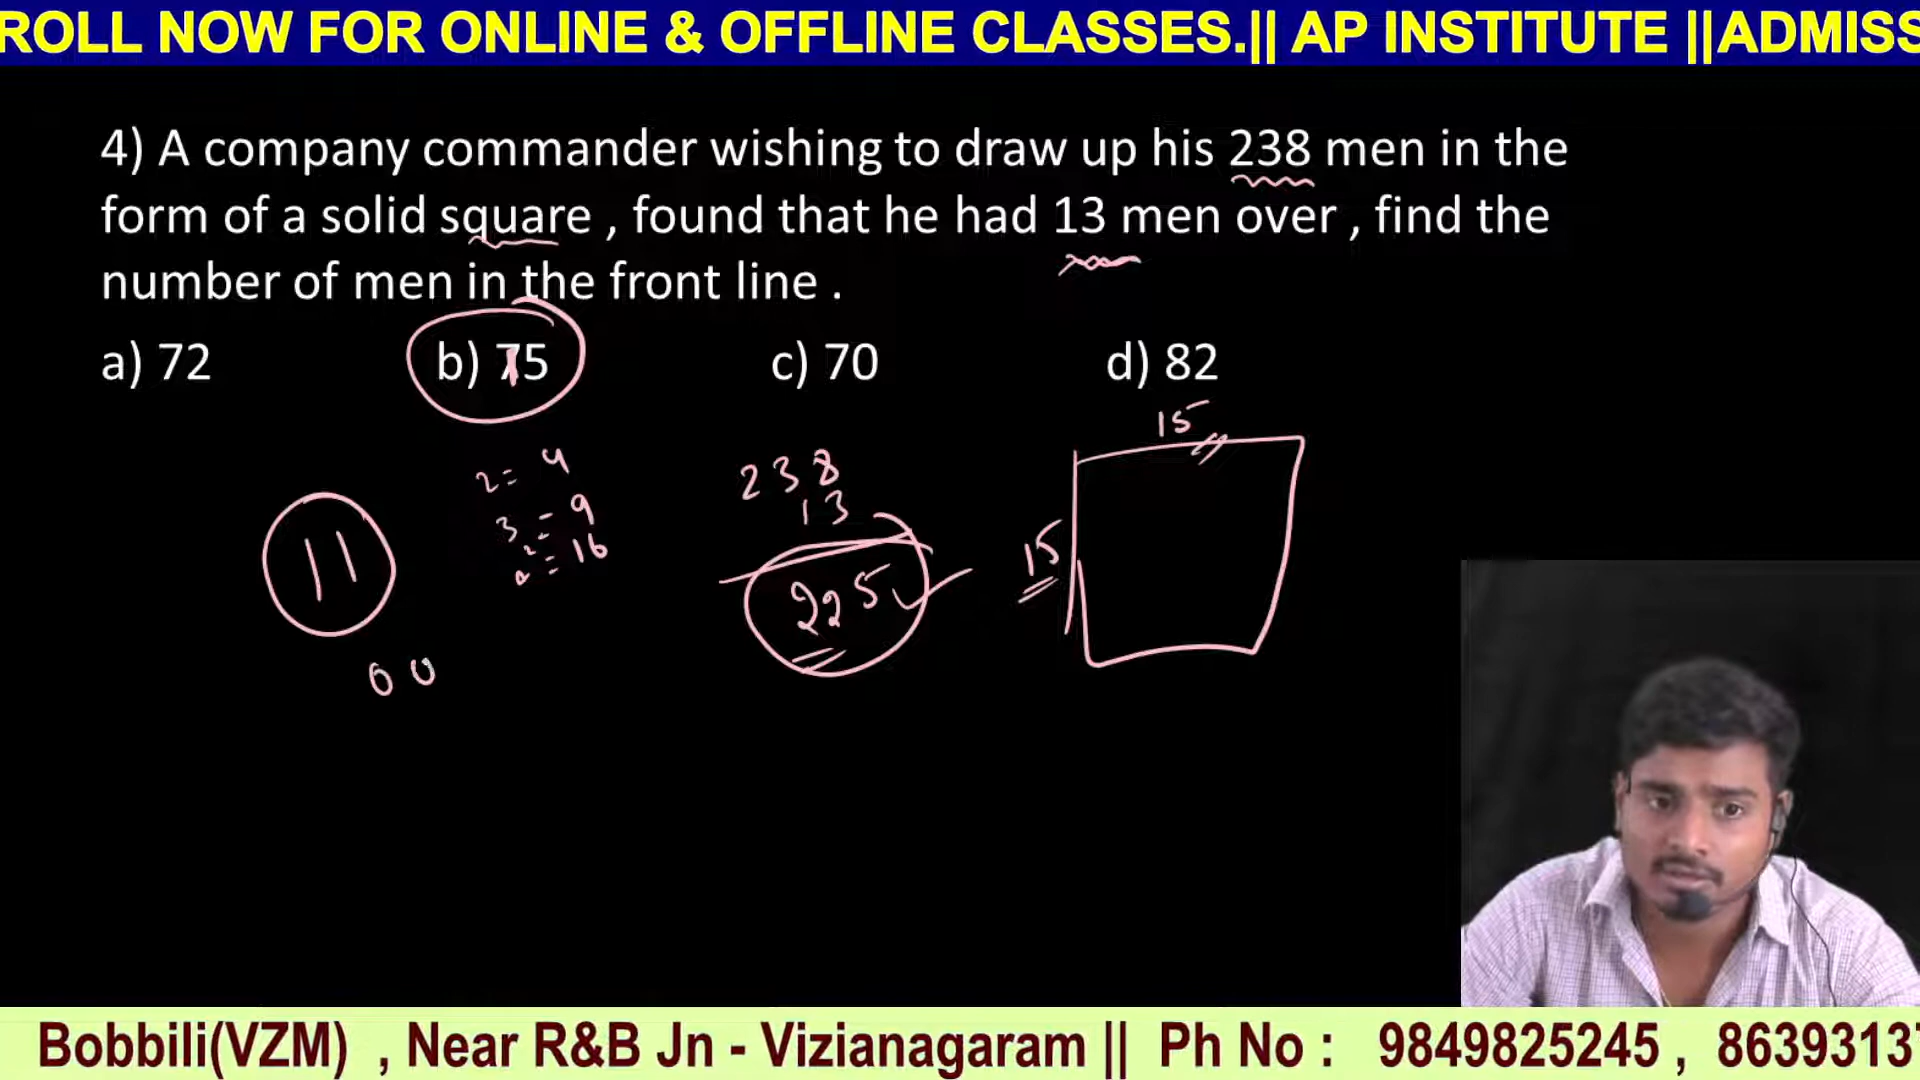 ROLL NOW FOR ONLINE & OFFLINE CLASSES.|| AP INSTITUTE ||ADMISS
4) A company commander wishing to draw up his 238 men in the
form of a solid square , found that he had 13 men over , find the
number of men in the front line .
a) 72 b) 75 c) 70 d) 82
15
2 = 4
238
3 = 9
13
11
2 = 16
15
225
00
Bobbili(VZM) , Near R&B Jn - Vizianagaram || Ph No : 9849825245 , 8639313